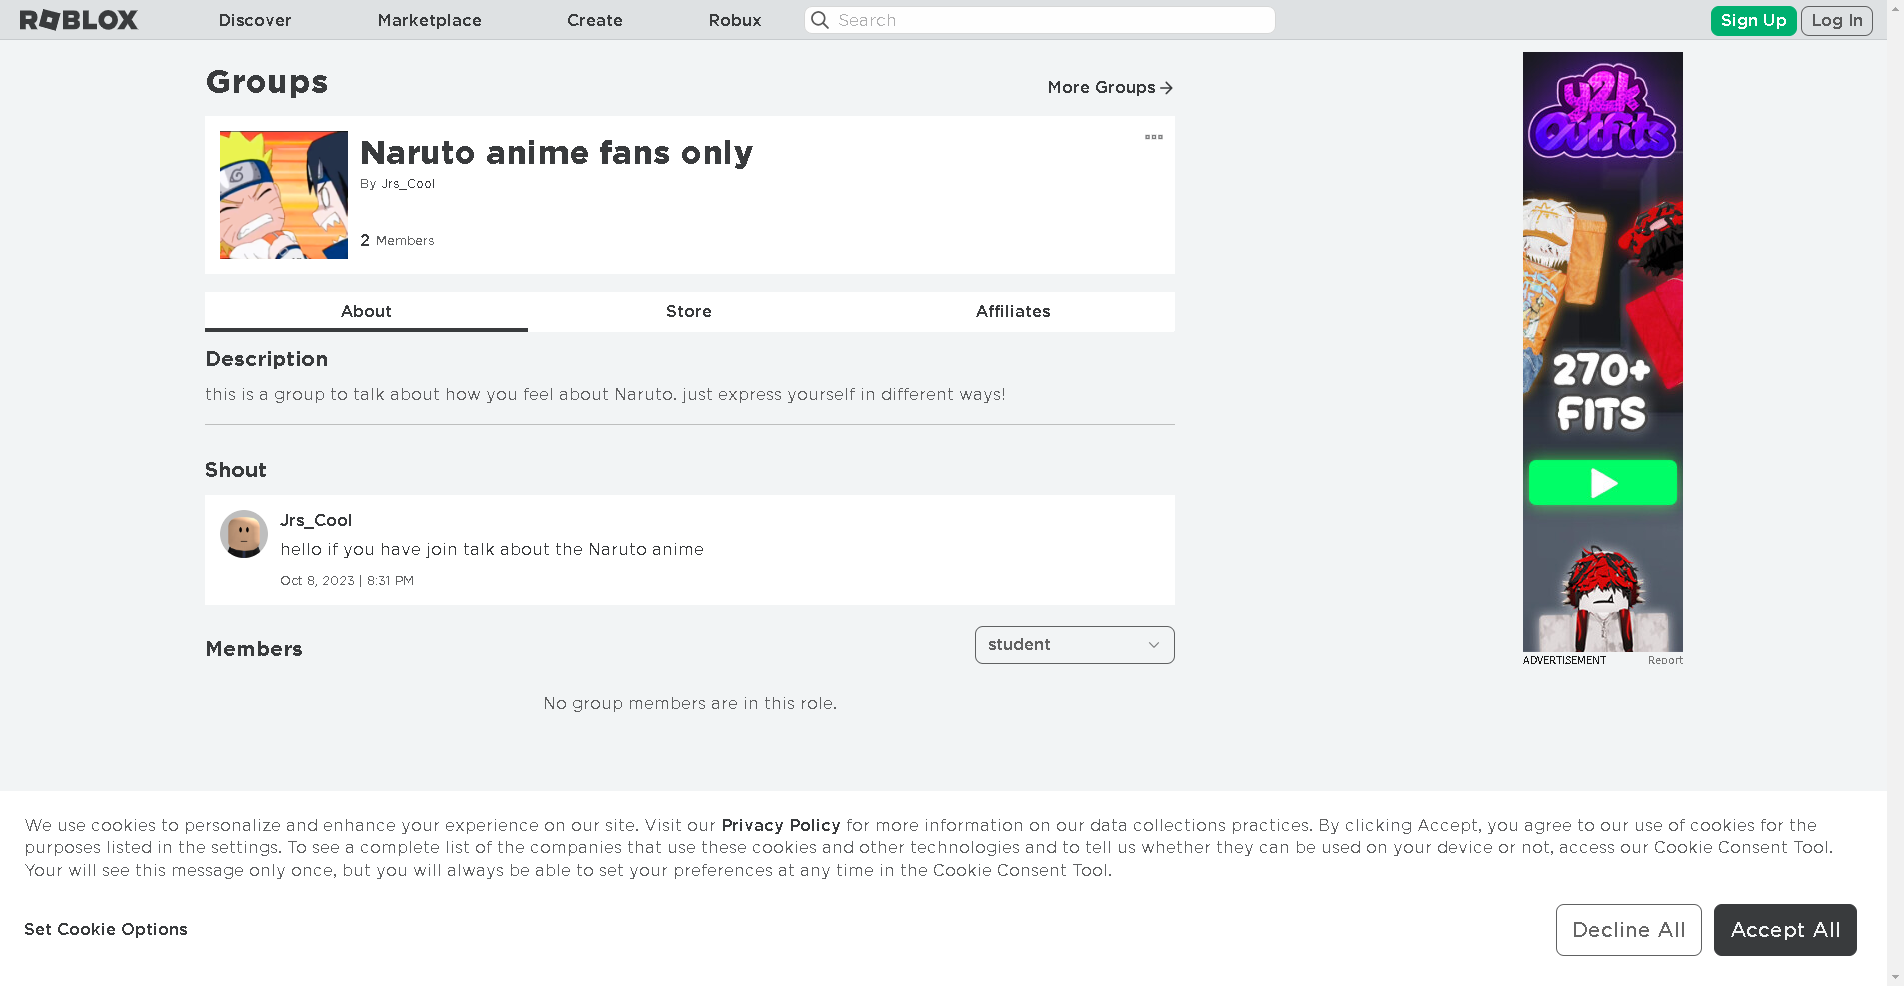 ROBLOX
Discover
Marketplace
Create
Robux
Search
Sign Up
Log In
Groups
More Groups
Naruto anime fans only
By Jrs_Cool
2 Members
About
Store
Affiliates
Description
this is a group to talk about how you feel about Naruto. just express yourself in different ways!
Shout
Jrs_Cool
hello if you have join talk about the Naruto anime
Oct 8, 2023 | 8:31 PM
Members
student
No group members are in this role.
y2k
Outfits
270+
FITS
ADVERTISEMENT
Report
We use cookies to personalize and enhance your experience on our site. Visit our Privacy Policy for more information on our data collections practices. By clicking Accept, you agree to our use of cookies for the
purposes listed in the settings. To see a complete list of the companies that use these cookies and other technologies and to tell us whether they can be used on your device or not, access our Cookie Consent Tool.
Your will see this message only once, but you will always be able to set your preferences at any time in the Cookie Consent Tool.
Set Cookie Options
Decline All
Accept All